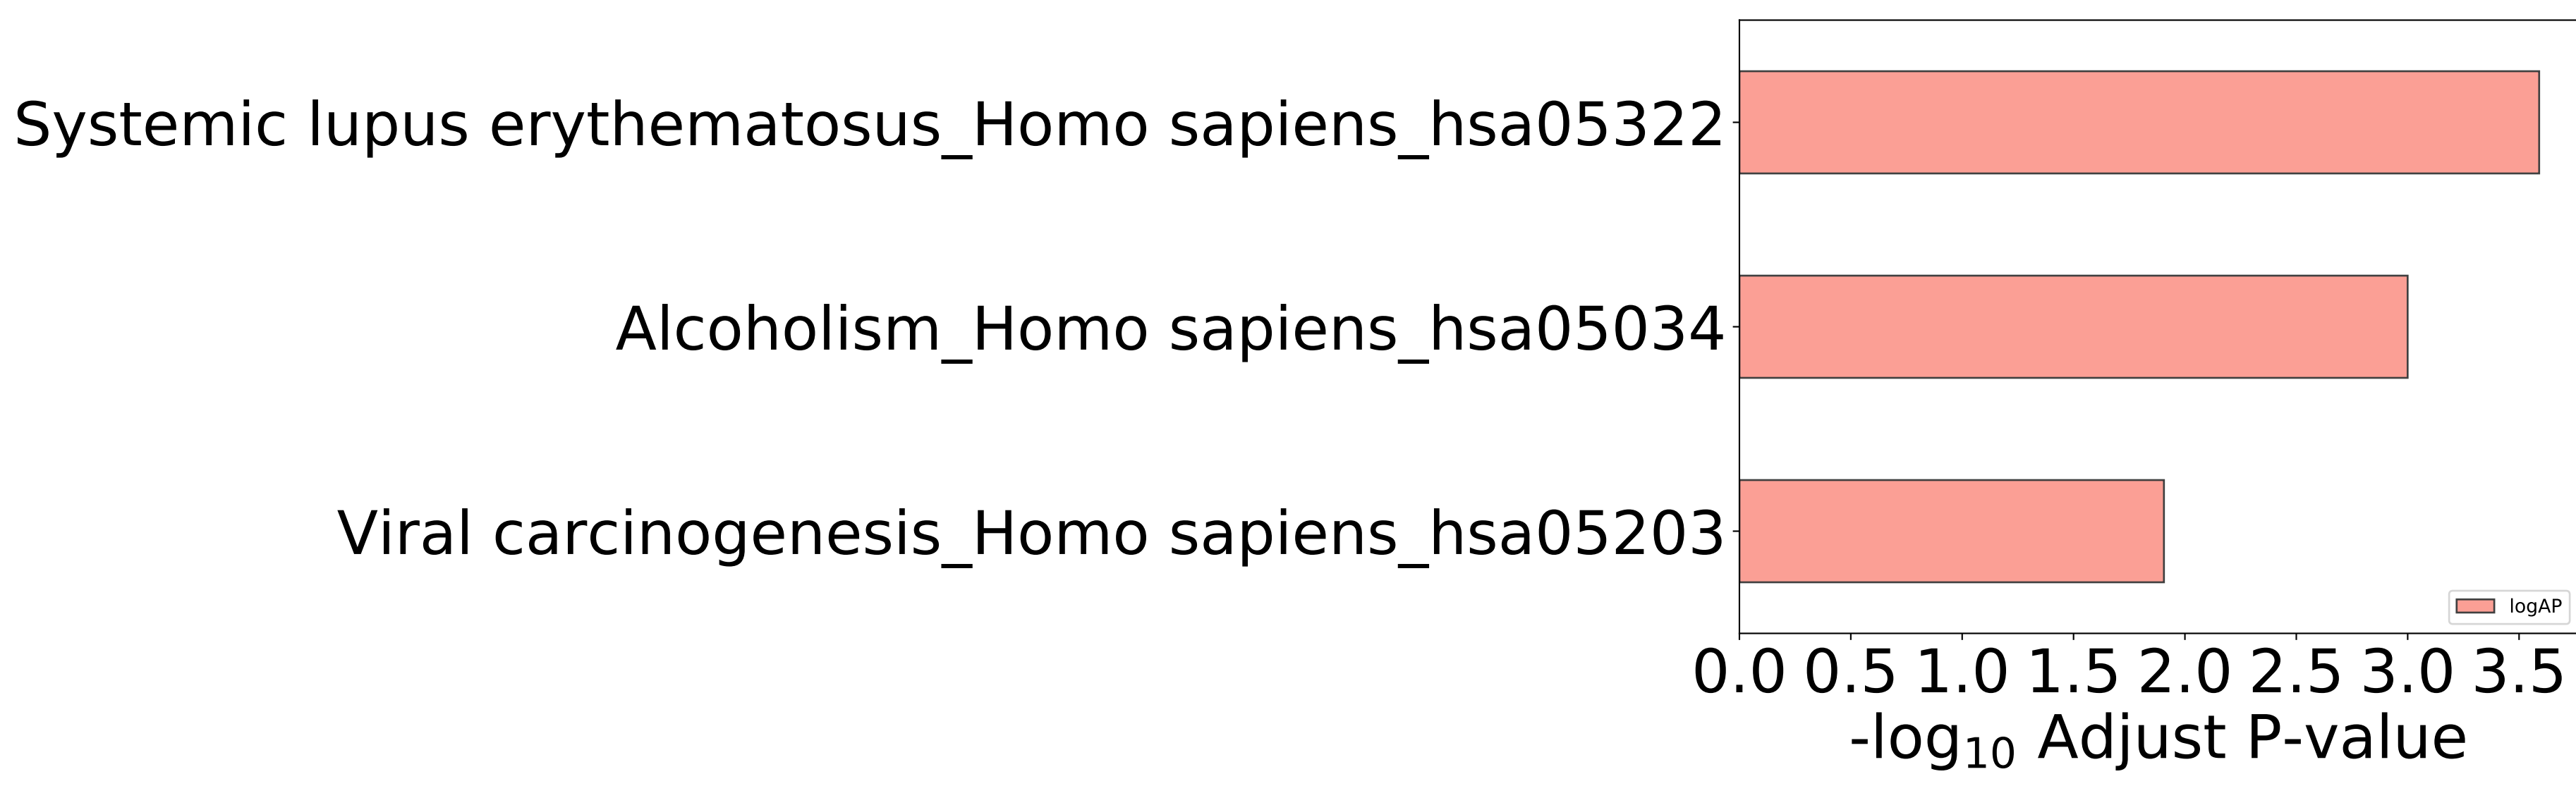 Systemic lupus erythematosus_Homo sapiens_hsa05322
Alcoholism_Homo sapiens_hsa05034
Viral carcinogenesis_Homo sapiens_hsa05203
logAP
0.0 0.5 1.0 1.5 2.0 2.5 3.0 3.5
-log10 Adjust P-value